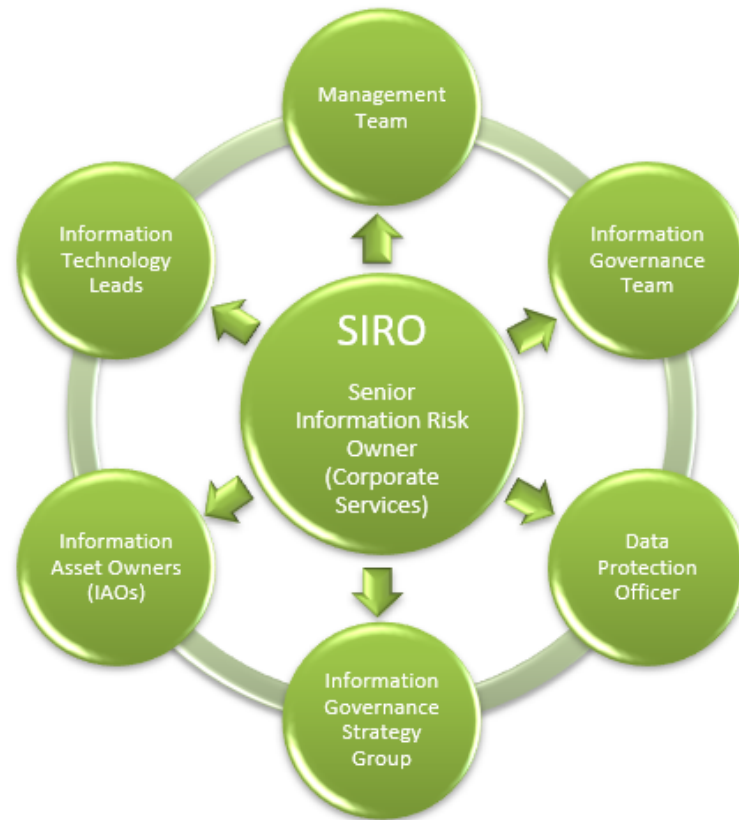 Management
Team
Information
Governance
Team
Data
Protection
Officer
Information
Governance
Strategy
Group
Information
Asset Owners
(IAOs)
Information
Technology
Leads
SIRO
Senior
Information Risk
Owner
(Corporate
Services)